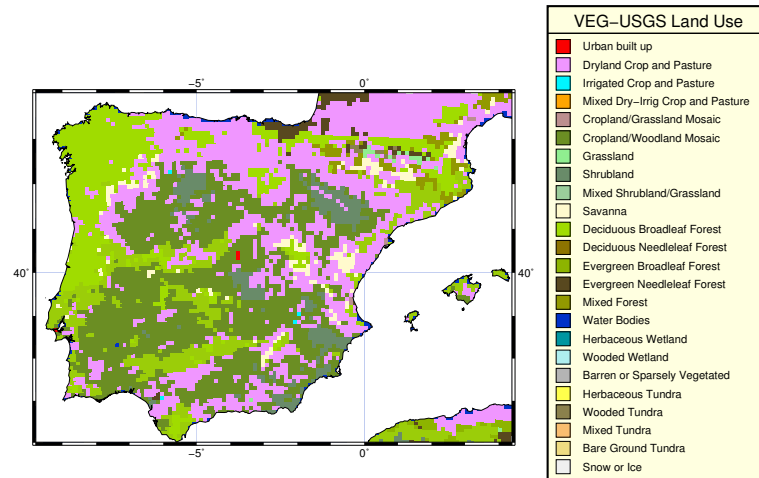 VEG−USGS Land Use
Urban built up
Dryland Crop and Pasture
Irrigated Crop and Pasture
Mixed Dry−Irrig Crop and Pasture
Cropland/Grassland Mosaic
Cropland/Woodland Mosaic
Grassland
Shrubland
Mixed Shrubland/Grassland
Savanna
Deciduous Broadleaf Forest
Deciduous Needleleaf Forest
Evergreen Broadleaf Forest
Evergreen Needleleaf Forest
Mixed Forest
Water Bodies
Herbaceous Wetland
Wooded Wetland
Barren or Sparsely Vegetated
Herbaceous Tundra
Wooded Tundra
Mixed Tundra
Bare Ground Tundra
Snow or Ice
−5˚ 0˚
40˚ 40˚
−5˚ 0˚